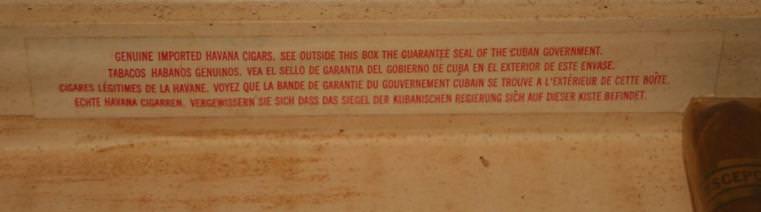 GENUINE IMPORTED HAVANA CIGARS. SEE OUTSIDE THIS BOX THE GUARANTEE SEAL OF THE CUBAN GOVERNMENT.
TABACOS HABANOS GENUINOS. VEA EL SELLO DE GARANTIA DEL GOBIERNO DE CUBA EN EL EXTERIOR DE ESTE ENVASE.
CIGARES LÉGITIMES DE LA HAVANE. VOYEZ QUE LA BANDE DE GARANTIE DU GOUVERNEMENT CUBAIN SE TROUVE A L'EXTÉRIEUR DE CETTE BOÎTE.
ECHTE HAVANA CIGARREN. VERGEWISSERN SIE SICH DASS DAS SIEGEL DER KUBANISCHEN REGIERUNG SICH AUF DIESER KISTE BEFINDET.